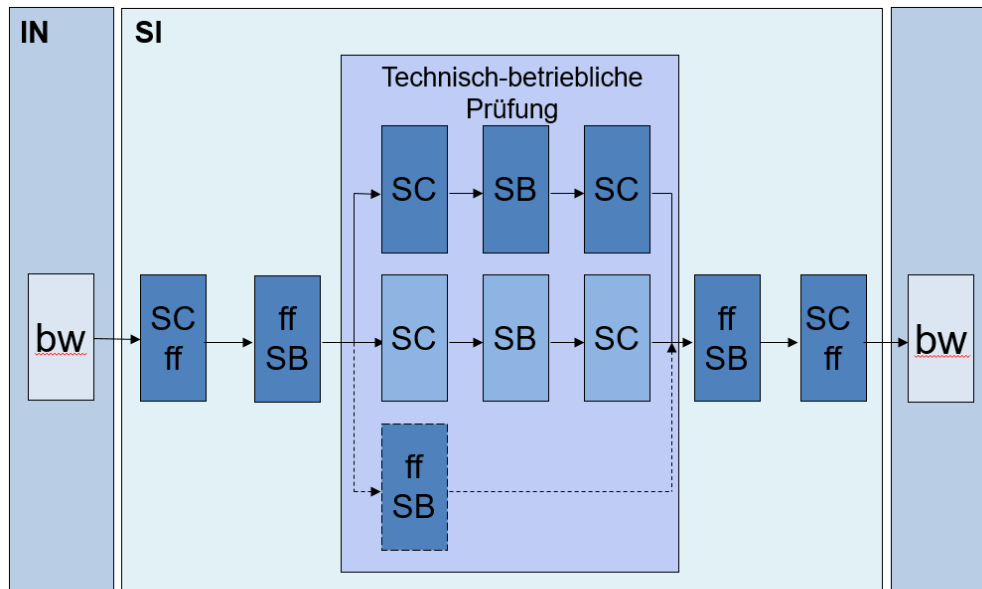 IN
SI
Technisch-betriebliche
Prüfung
SC
SB
SC
bw
SC
ff
ff
SB
SC
SB
SC
ff
SB
SC
ff
bw
ff
SB